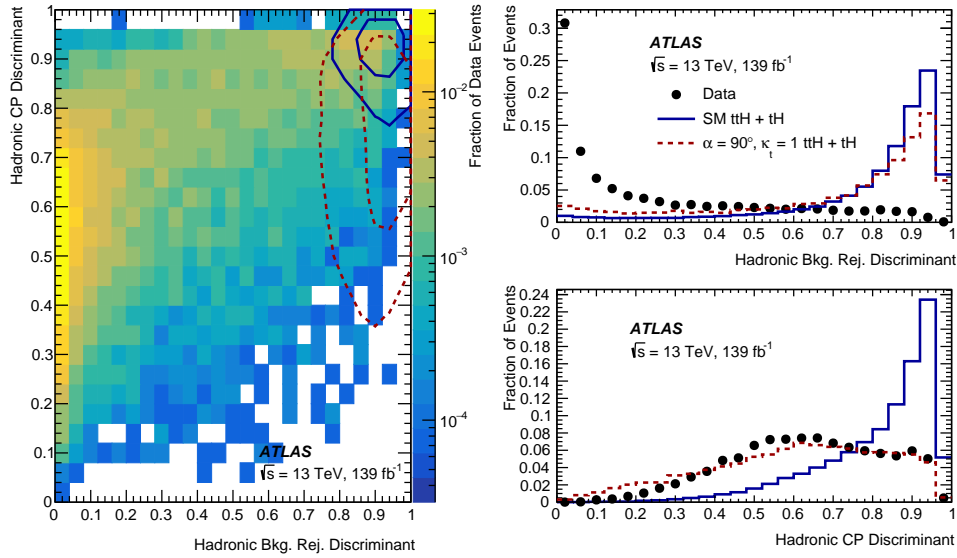 Hadronic CP Discriminant
1
0.9
0.8
0.7
0.6
0.5
0.4
0.3
0.2
0.1
0
0 0.1 0.2 0.3 0.4 0.5 0.6 0.7 0.8 0.9 1
Hadronic Bkg. Rej. Discriminant
ATLAS
√s = 13 TeV, 139 fb⁻¹
10⁻²
10⁻³
10⁻⁴
Fraction of Data Events
Fraction of Events
0.3
0.25
0.2
0.15
0.1
0.05
0
ATLAS
√s = 13 TeV, 139 fb⁻¹
Data
SM ttH + tH
α = 90°, κₜ = 1 ttH + tH
0 0.1 0.2 0.3 0.4 0.5 0.6 0.7 0.8 0.9 1
Hadronic Bkg. Rej. Discriminant
Fraction of Events
0.24
0.22
0.2
0.18
0.16
0.14
0.12
0.1
0.08
0.06
0.04
0.02
0
ATLAS
√s = 13 TeV, 139 fb⁻¹
0 0.1 0.2 0.3 0.4 0.5 0.6 0.7 0.8 0.9 1
Hadronic CP Discriminant